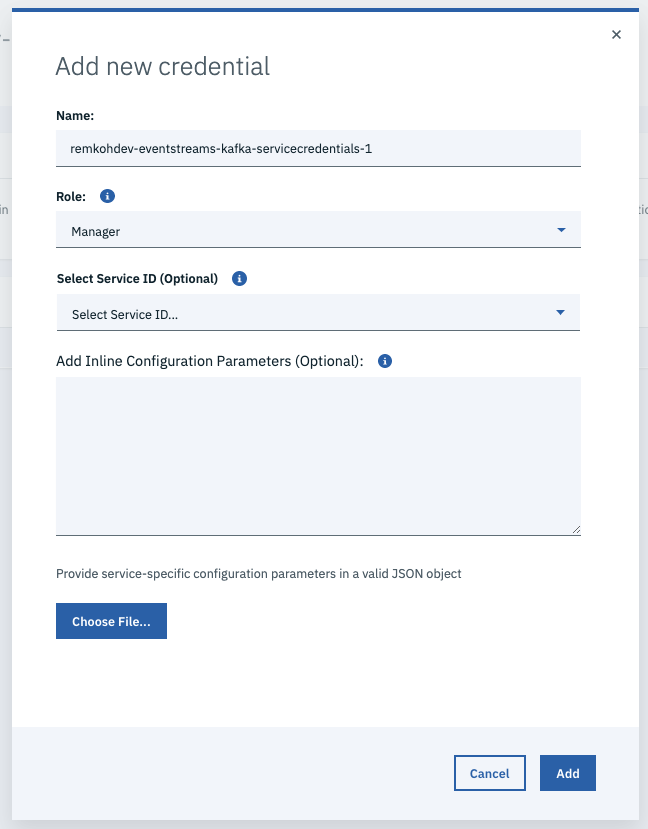 Add new credential
Name:
remkohdev-eventstreams-kafka-servicecredentials-1
Role:
in
Manager
Select Service ID (Optional)
Select Service ID...
Add Inline Configuration Parameters (Optional):
Provide service-specific configuration parameters in a valid JSON object
Choose File...
Cancel
Add